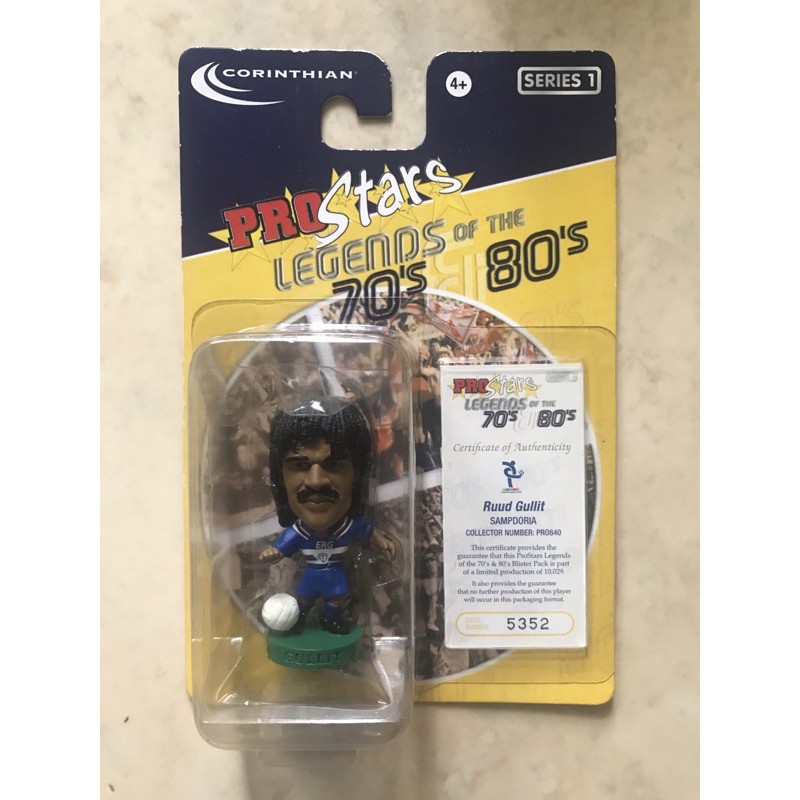 CORINTHIAN
4+
SERIES 1
PROStars
LEGENDS OF THE
70's 80's
PROStars
LEGENDS OF THE
70's 80's
Certificate of Authenticity
Ruud Gullit
SAMPDORIA
COLLECTOR NUMBER: PRO840
This certificate provides the
guarantee that this ProStars Legends
of the 70's & 80's Blister Pack is part
of a limited production of 10,029.
It also provides the guarantee
that no further production of this player
will occur in this packaging format.
5352
ERG
GULLIT